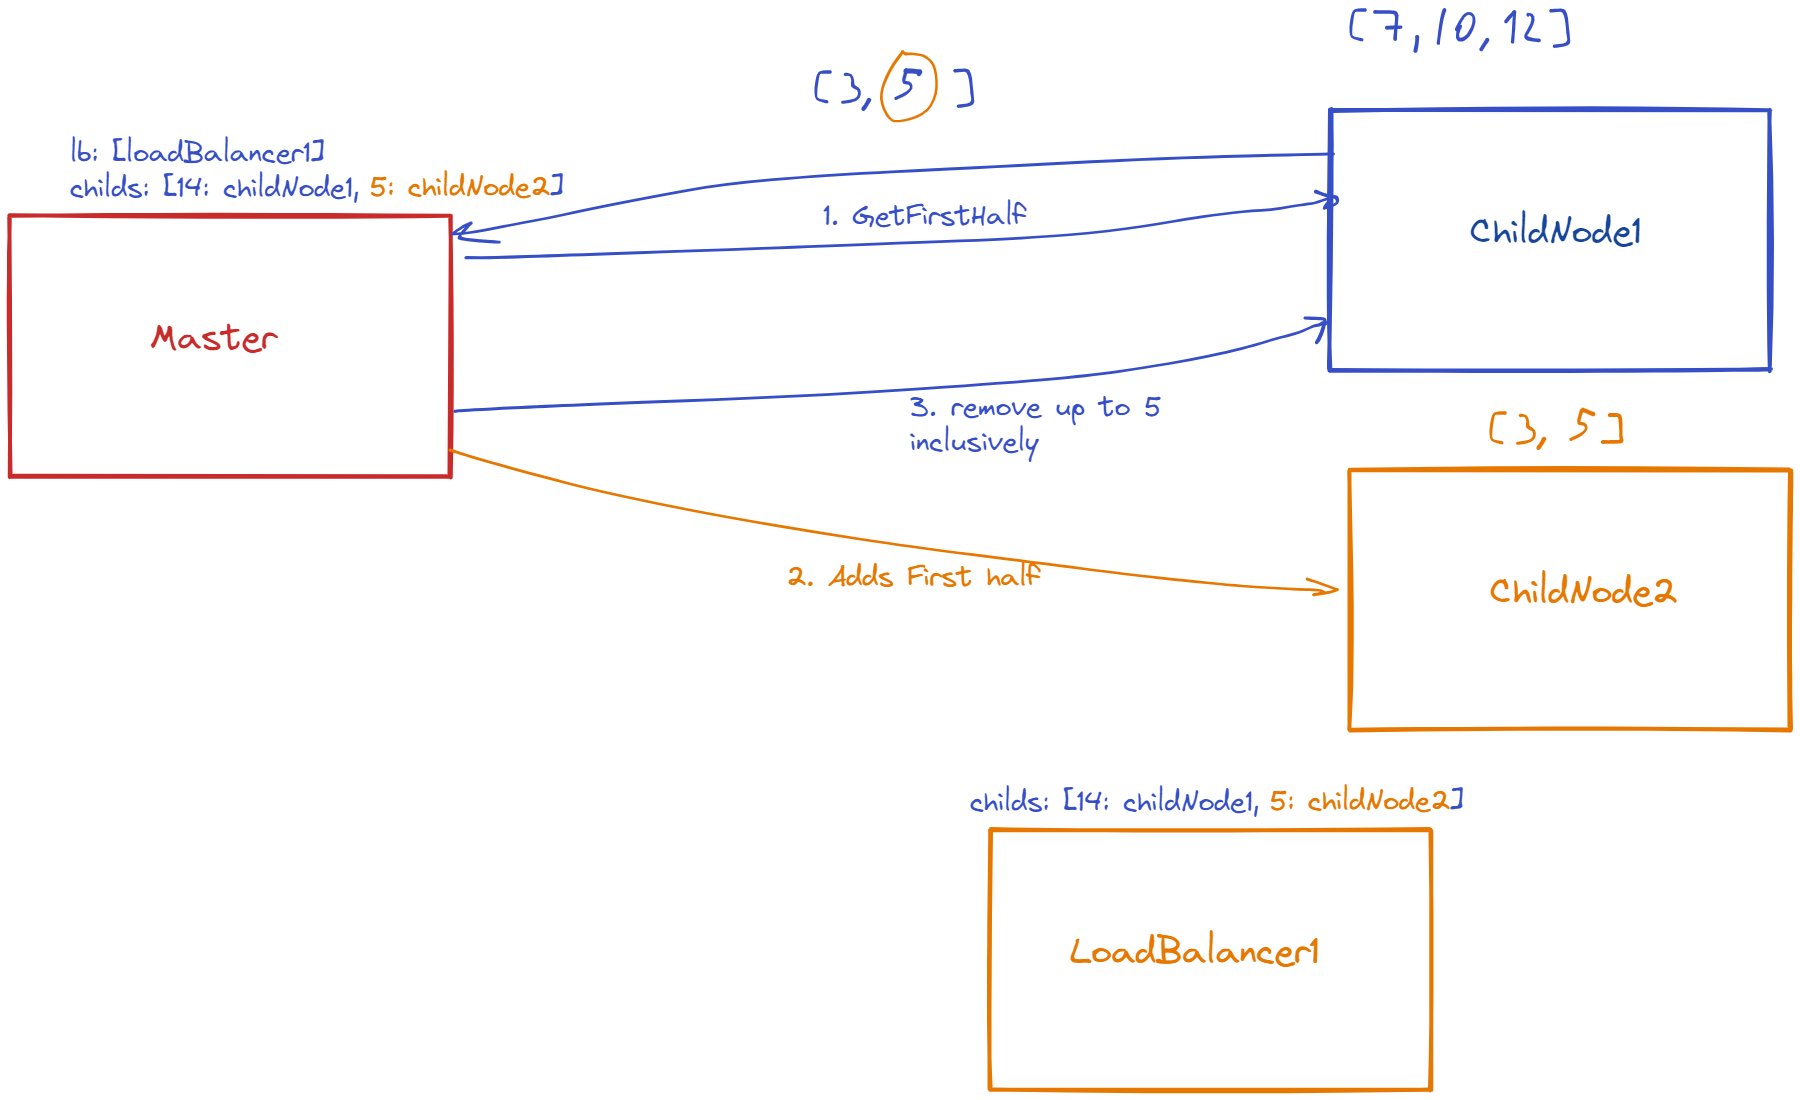 [7, 10, 12]
[3, 5 ]
lb: [loadBalancer1]
childs: [14: childNode1, 5: childNode2]
1. GetFirstHalf
ChildNode1
Master
3. remove up to 5
inclusively
[3, 5]
2. Adds First half
ChildNode2
childs: [14: childNode1, 5: childNode2]
LoadBalancer1